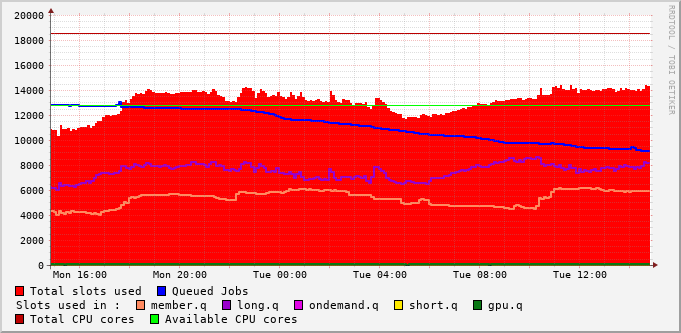 20000
18000
16000
14000
12000
10000
8000
6000
4000
2000
0
Mon 16:00 Mon 20:00 Tue 00:00 Tue 04:00 Tue 08:00 Tue 12:00
Total slots used Queued Jobs
Slots used in : member.q long.q ondemand.q short.q gpu.q
Total CPU cores Available CPU cores
RRDTOOL / TOBI OETIKER